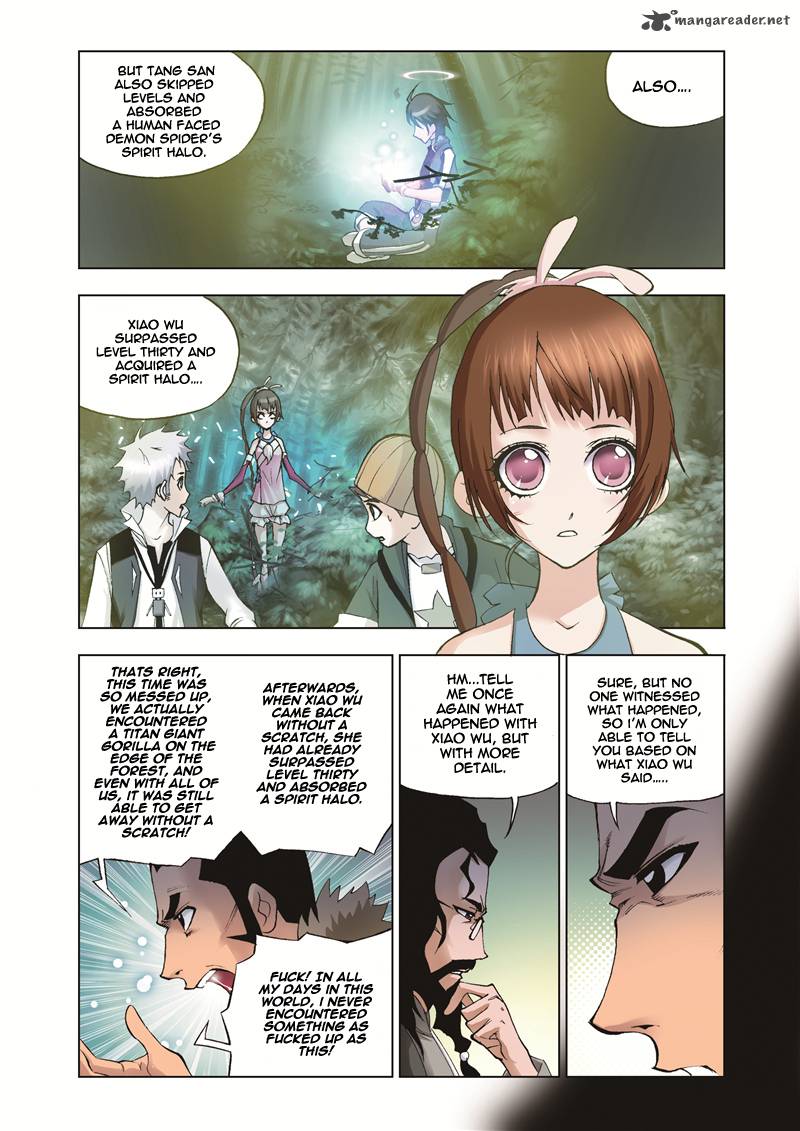 mangareader.net
BUT TANG SAN
ALSO SKIPPED
LEVELS AND
ABSORBED
A HUMAN FACED
DEMON SPIDER'S
SPIRIT HALO.
ALSO....
XIAO WU
SURPASSED
LEVEL THIRTY AND
ACQUIRED A
SPIRIT HALO....
THATS RIGHT,
THIS TIME WAS
SO MESSED UP,
WE ACTUALLY
ENCOUNTERED
A TITAN GIANT
GORILLA ON THE
EDGE OF THE
FOREST, AND
EVEN WITH ALL OF
US, IT WAS STILL
ABLE TO GET
AWAY WITHOUT A
SCRATCH!
AFTERWARDS,
WHEN XIAO WU
CAME BACK
WITHOUT A
SCRATCH, SHE
HAD ALREADY
SURPASSED
LEVEL THIRTY
AND ABSORBED
A SPIRIT HALO.
FUCK! IN ALL
MY DAYS IN THIS
WORLD, I NEVER
ENCOUNTERED
SOMETHING AS
FUCKED UP AS
THIS!
HM...TELL
ME ONCE
AGAIN WHAT
HAPPENED WITH
XIAO WU, BUT
WITH MORE
DETAIL.
SURE, BUT NO
ONE WITNESSED
WHAT HAPPENED,
SO I'M ONLY
ABLE TO TELL
YOU BASED ON
WHAT XIAO WU
SAID.....